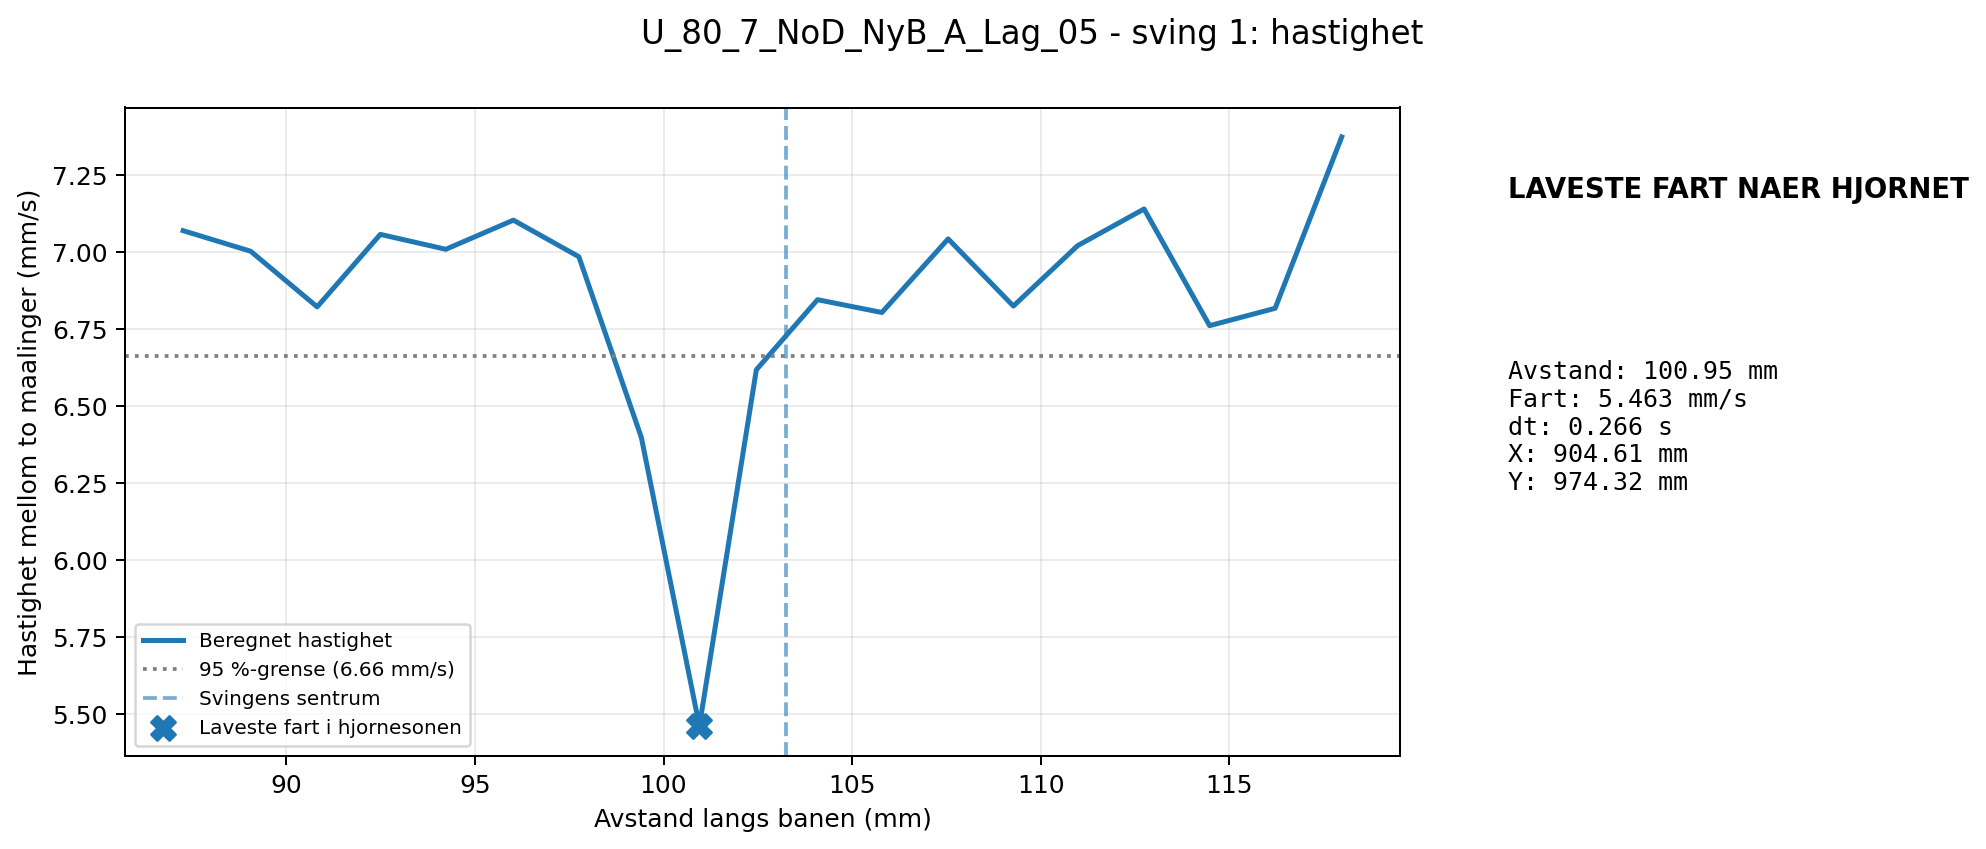 U_80_7_NoD_NyB_A_Lag_05 - sving 1: hastighet
Hastighet mellom to maalinger (mm/s)
7.25
7.00
6.75
6.50
6.25
6.00
5.75
5.50
Beregnet hastighet
95 %-grense (6.66 mm/s)
Svingens sentrum
Laveste fart i hjornesonen
90
95
100
105
110
115
Avstand langs banen (mm)
LAVESTE FART NAER HJORNET
Avstand: 100.95 mm
Fart: 5.463 mm/s
dt: 0.266 s
X: 904.61 mm
Y: 974.32 mm